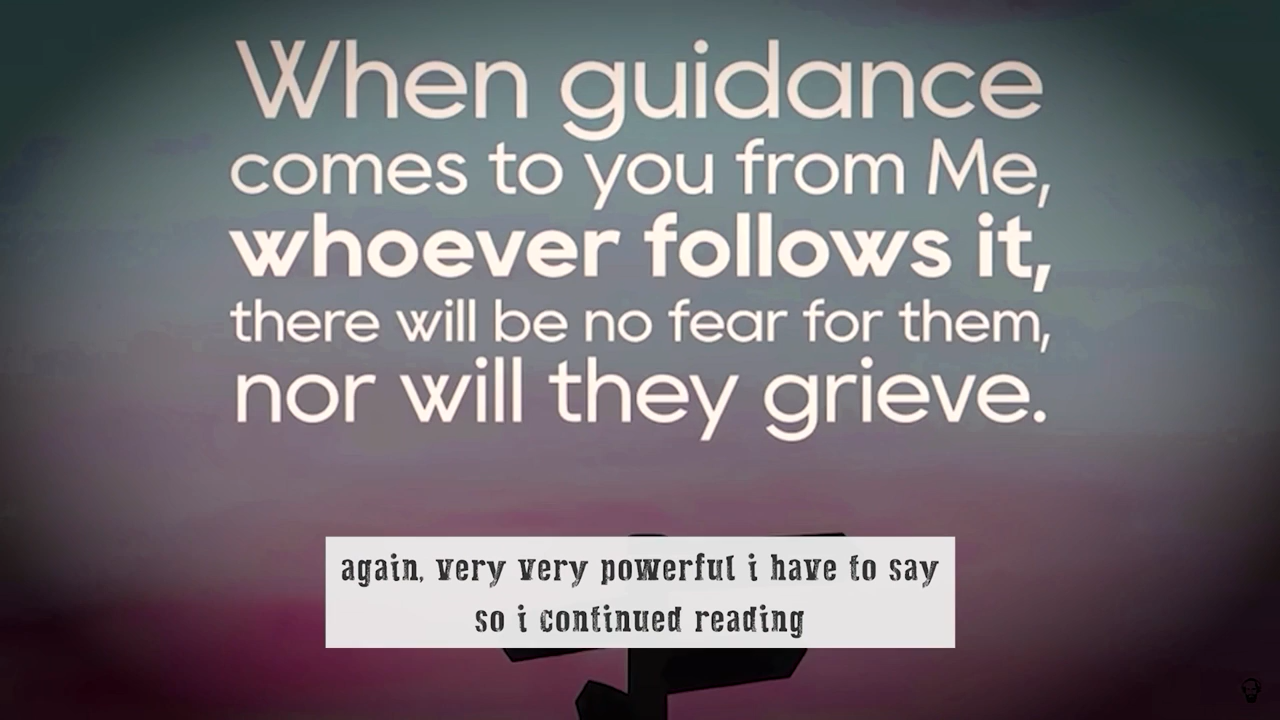 When guidance
comes to you from Me,
whoever follows it,
there will be no fear for them,
nor will they grieve.
again, very very powerful i have to say
so i continued reading